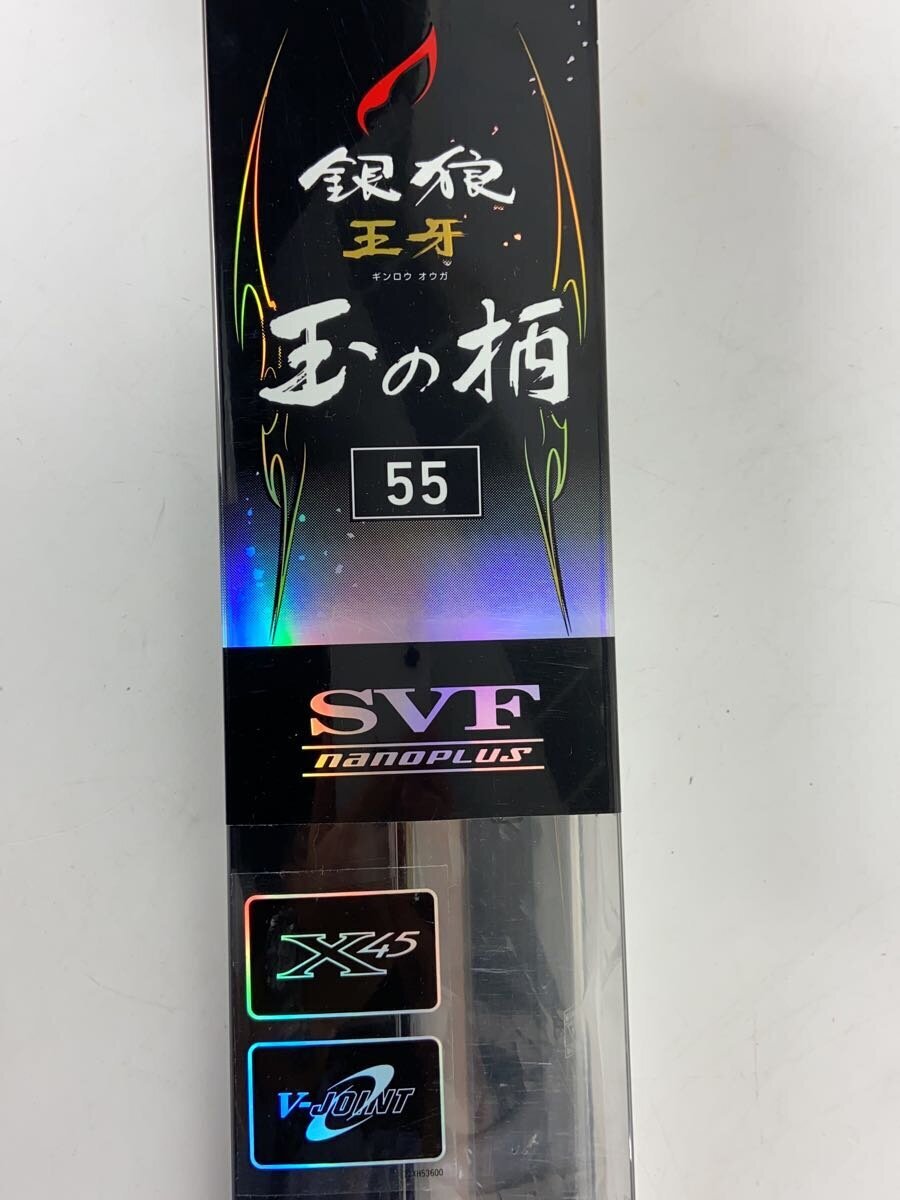 銀狼
王牙
ギンロウ オウガ
玉の柄
55
SVF
nanoPLUS
X45
V-JOINT